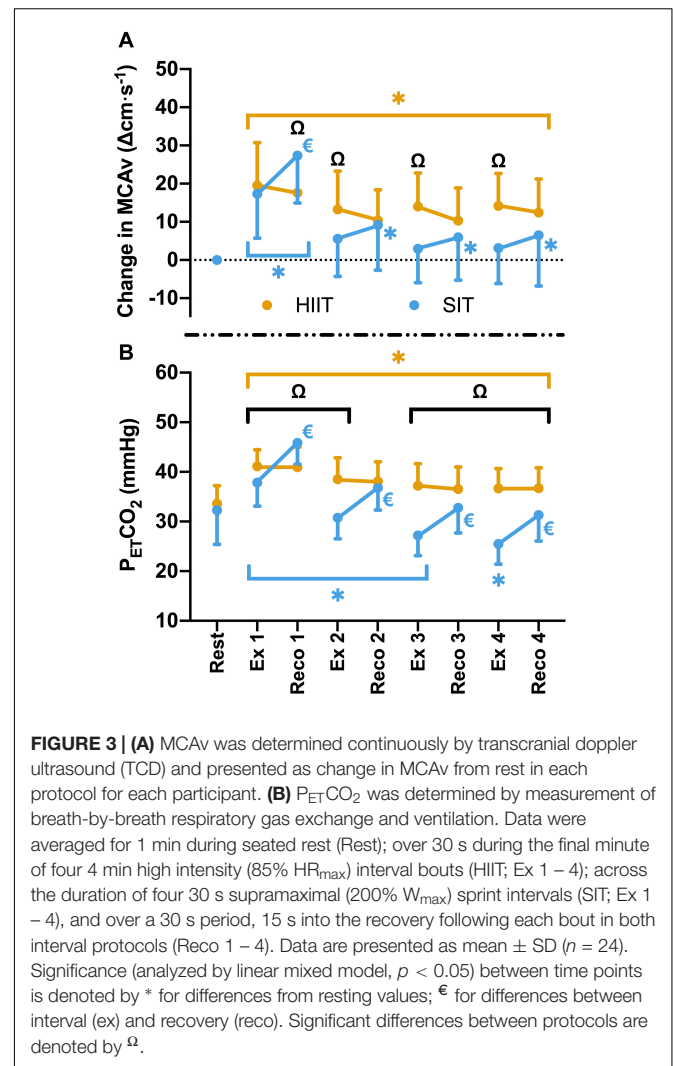 A
Change in MCAv (Δcm·s⁻¹)
50
40
30
20
10
0
-10
*
Ω
€
Ω
Ω
Ω
*
*
*
*
HIIT
SIT
B
P_ETCO₂ (mmHg)
60
50
40
30
20
10
*
Ω
Ω
€
€
€
€
*
*
Rest
Ex 1
Reco 1
Ex 2
Reco 2
Ex 3
Reco 3
Ex 4
Reco 4
FIGURE 3 | (A) MCAv was determined continuously by transcranial doppler
ultrasound (TCD) and presented as change in MCAv from rest in each
protocol for each participant. (B) P_ETCO₂ was determined by measurement of
breath-by-breath respiratory gas exchange and ventilation. Data were
averaged for 1 min during seated rest (Rest); over 30 s during the final minute
of four 4 min high intensity (85% HR_max) interval bouts (HIIT; Ex 1 – 4); across
the duration of four 30 s supramaximal (200% W_max) sprint intervals (SIT; Ex 1
– 4), and over a 30 s period, 15 s into the recovery following each bout in both
interval protocols (Reco 1 – 4). Data are presented as mean ± SD (n = 24).
Significance (analyzed by linear mixed model, p < 0.05) between time points
is denoted by * for differences from resting values; € for differences between
interval (ex) and recovery (reco). Significant differences between protocols are
denoted by Ω.